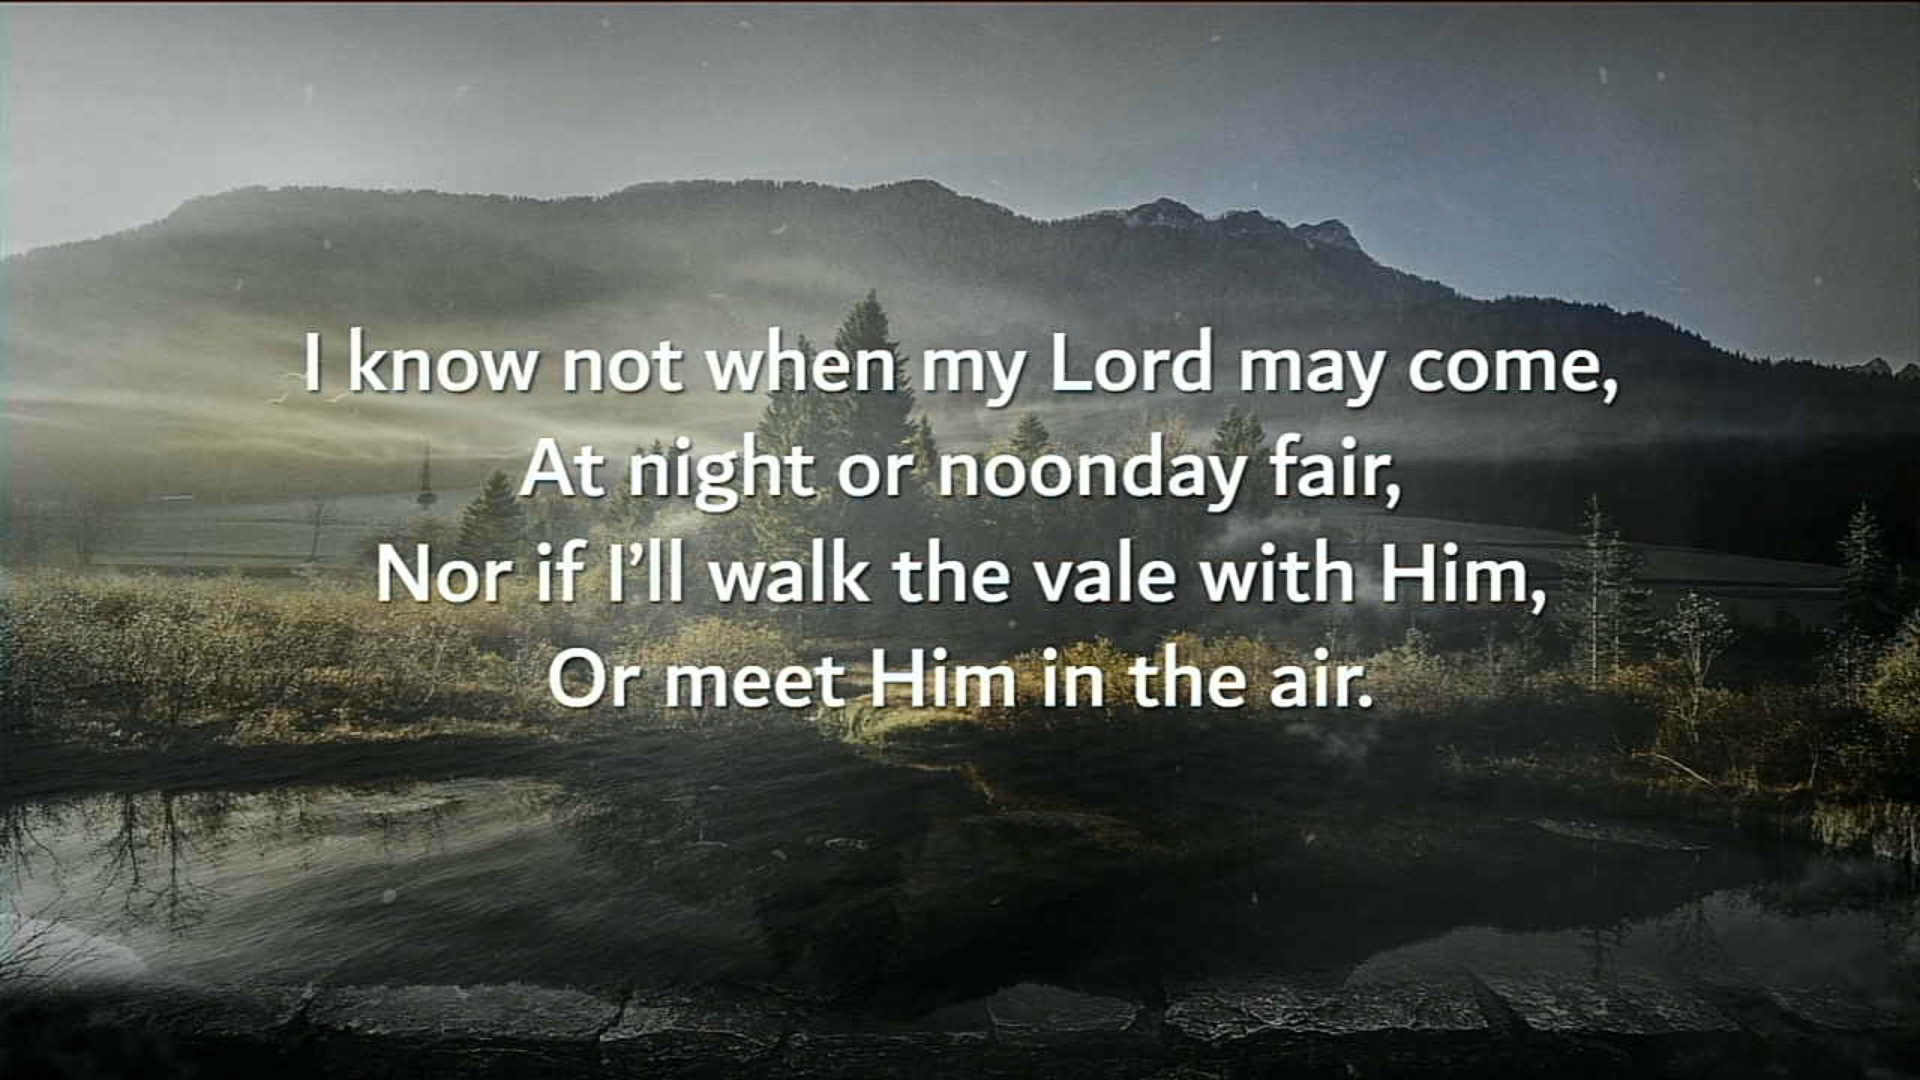 I know not when my Lord may come,
At night or noonday fair,
Nor if I’ll walk the vale with Him,
Or meet Him in the air.